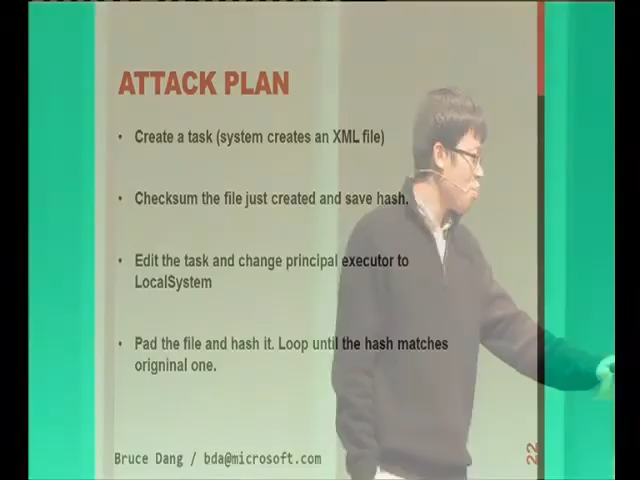 ATTACK PLAN
• Create a task (system creates an XML file)
• Checksum the file just created and save hash.
• Edit the task and change principal executor to
LocalSystem
• Pad the file and hash it. Loop until the hash matches
origninal one.
Bruce Dang / bda@microsoft.com
22